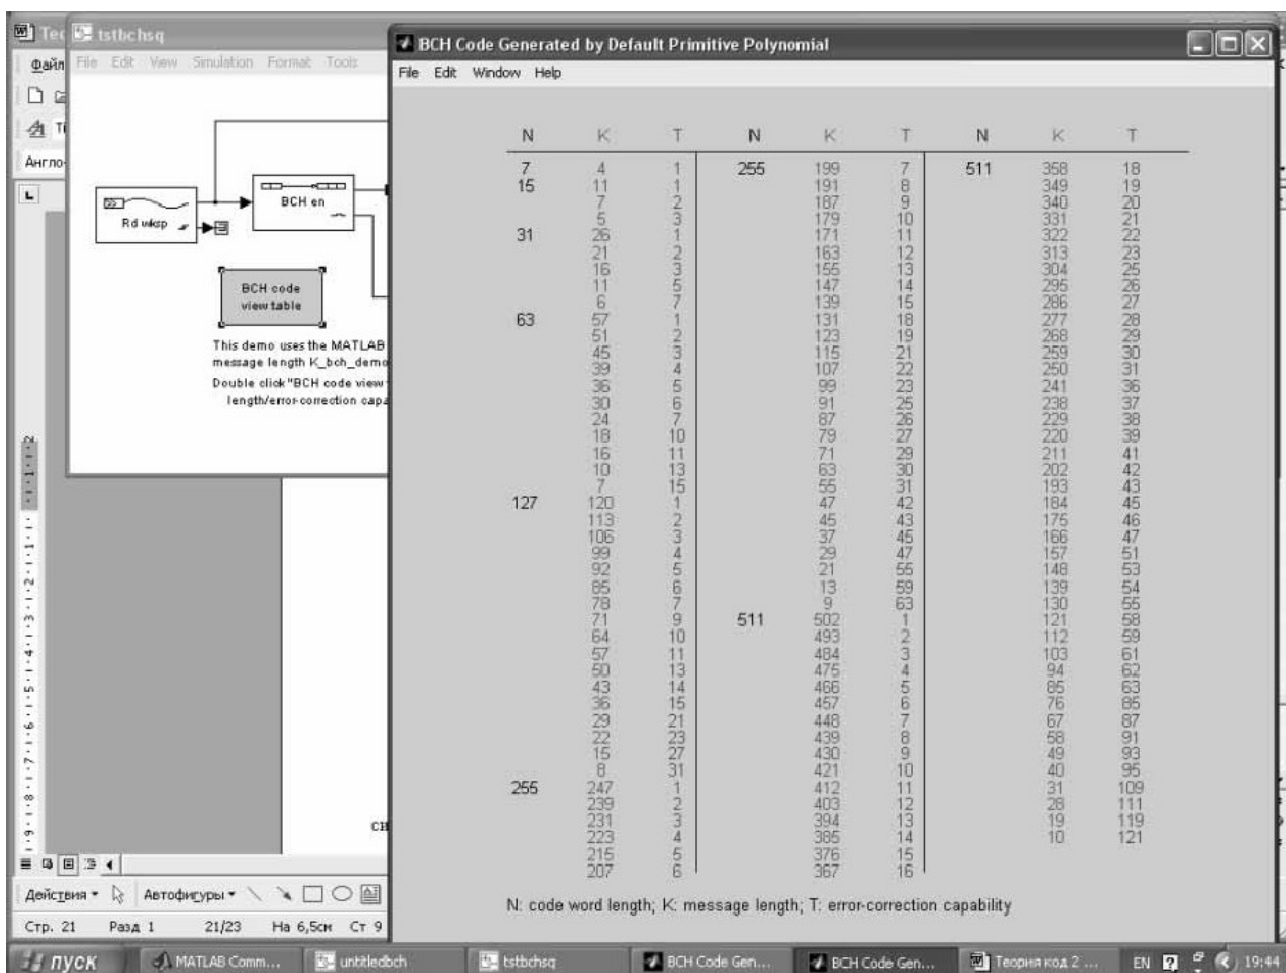 tstbchsq
BCH Code Generated by Default Primitive Polynomial
Файл
File Edit View Simulation Format Tools
File Edit Window Help
Англо
Rd wksp
BCH en
BCH code
view table
This demo uses the MATLAB
message length K_bch_demo
Double click "BCH code view
length/error-correction capa
N K T N K T N K T
7 4 1 255 199 7 511 358 18
15 11 1 191 8 349 19
7 2 187 9 340 20
5 3 179 10 331 21
31 26 1 171 11 322 22
21 2 163 12 313 23
16 3 155 13 304 25
11 5 147 14 295 26
6 7 139 15 286 27
63 57 1 131 18 277 28
51 2 123 19 268 29
45 3 115 21 259 30
39 4 107 22 250 31
36 5 99 23 241 36
30 6 91 25 238 37
24 7 87 26 229 38
18 10 79 27 220 39
16 11 71 29 211 41
10 13 63 30 202 42
7 15 55 31 193 43
127 120 1 47 42 184 45
113 2 45 43 175 46
106 3 37 45 166 47
99 4 29 47 157 51
92 5 21 55 148 53
85 6 13 59 139 54
78 7 9 63 130 55
71 9 511 502 1 121 58
64 10 493 2 112 59
57 11 484 3 103 61
50 13 475 4 94 62
43 14 466 5 85 63
36 15 457 6 76 85
29 21 448 7 67 87
22 23 439 8 58 91
15 27 430 9 49 93
8 31 421 10 40 95
255 247 1 412 11 31 109
239 2 403 12 28 111
231 3 394 13 19 119
223 4 385 14 10 121
215 5 376 15
207 6 367 16
N: code word length; K: message length; T: error-correction capability
Действия Автофигуры
Стр. 21 Разд 1 21/23 На 6,5см Ст 9
пуск MATLAB Comm... untitledbch tstbchsq BCH Code Gen... BCH Code Gen... Теория код 2 ... EN 19:44